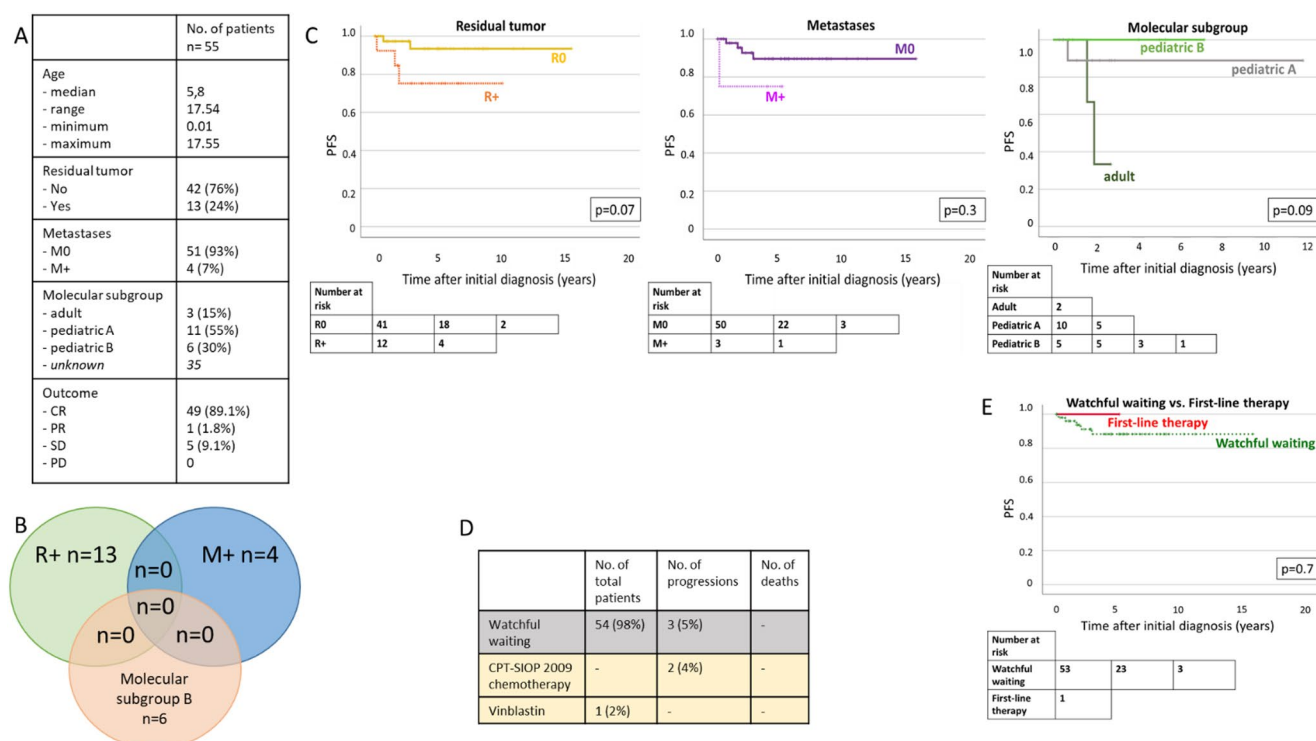 A
No. of patients
n= 55
Age
- median 5,8
- range 17.54
- minimum 0.01
- maximum 17.55
Residual tumor
- No 42 (76%)
- Yes 13 (24%)
Metastases
- M0 51 (93%)
- M+ 4 (7%)
Molecular subgroup
- adult 3 (15%)
- pediatric A 11 (55%)
- pediatric B 6 (30%)
- unknown 35
Outcome
- CR 49 (89.1%)
- PR 1 (1.8%)
- SD 5 (9.1%)
- PD 0
B
R+ n=13
M+ n=4
n=0
n=0
n=0
n=0
Molecular
subgroup B
n=6
C
Residual tumor
1.0
0.8
0.6
0.4
0.2
0
PFS
R0
R+
p=0.07
0 5 10 15 20
Time after initial diagnosis (years)
Number at
risk
R0 41 18 2
R+ 12 4
Metastases
1.0
0.8
0.6
0.4
0.2
0
PFS
M0
M+
p=0.3
0 5 10 15 20
Time after initial diagnosis (years)
Number at
risk
M0 50 22 3
M+ 3 1
Molecular subgroup
1.0
0.8
0.6
0.4
0.2
1.0
PFS
pediatric B
pediatric A
adult
p=0.09
0 2 4 6 8 10 12
Time after initial diagnosis (years)
Number at
risk
Adult 2
Pediatric A 10 5
Pediatric B 5 5 3 1
D
No. of
total
patients
No. of
progressions
No. of
deaths
Watchful
waiting
54 (98%) 3 (5%) -
CPT-SIOP 2009
chemotherapy
- 2 (4%) -
Vinblastin 1 (2%) - -
E
Watchful waiting vs. First-line therapy
1.0
0.8
0.6
0.4
0.2
1.0
PFS
First-line therapy
Watchful waiting
p=0.7
0 5 10 15 20
Time after initial diagnosis (years)
Number at
risk
Watchful
waiting
53 23 3
First-line
therapy
1